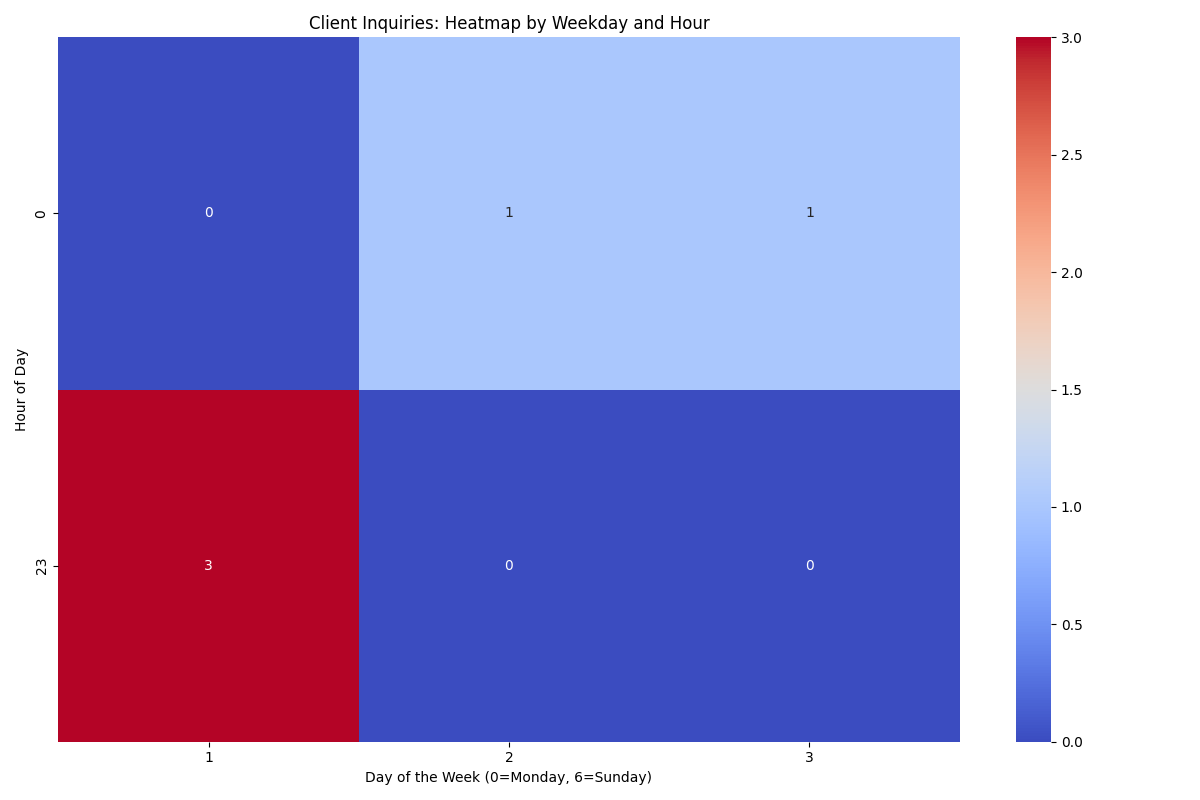 Client Inquiries: Heatmap by Weekday and Hour
3.0
2.5
2.0
1.5
1.0
0.5
0.0
Hour of Day
0
0 1 1
23
3 0 0
1 2 3
Day of the Week (0=Monday, 6=Sunday)